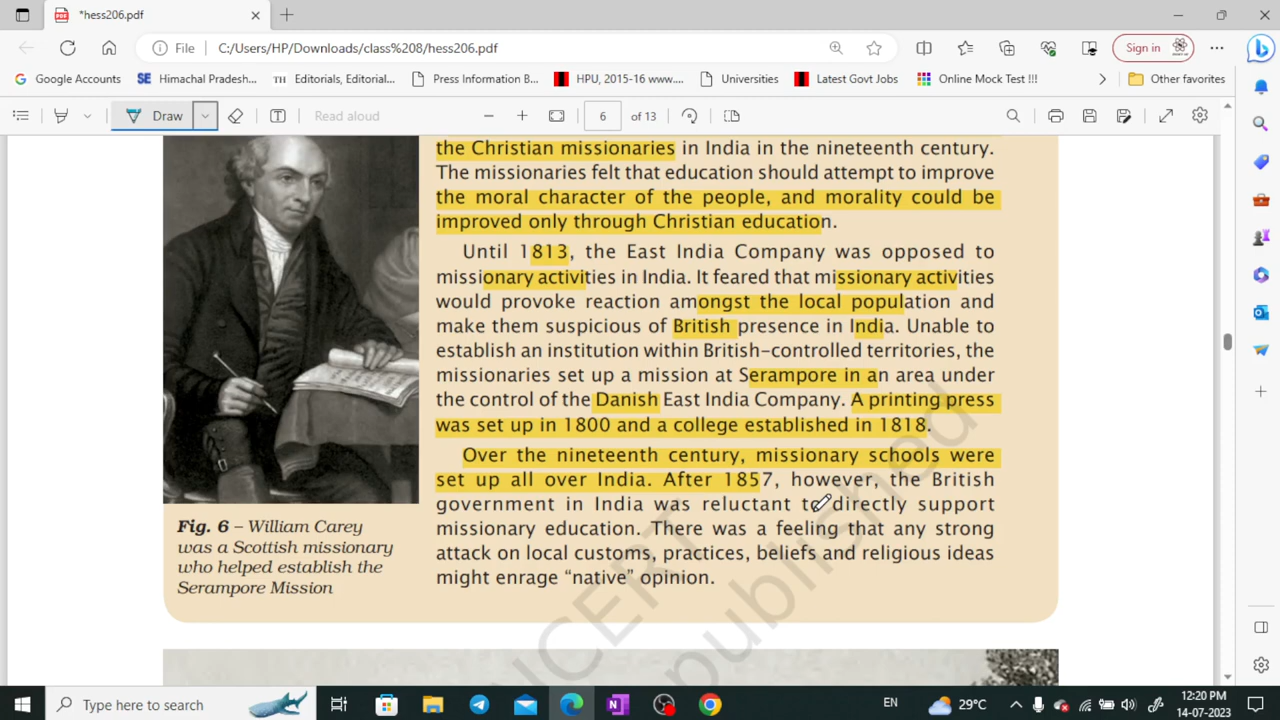 *hess206.pdf
File
C:/Users/HP/Downloads/class%208/hess206.pdf
Sign in
Google Accounts
SE Himachal Pradesh...
TH Editorials, Editorial...
Press Information B...
HPU, 2015-16 www....
Universities
Latest Govt Jobs
Online Mock Test !!!
Other favorites
Draw
Read aloud
6 of 13
the Christian missionaries in India in the nineteenth century.
The missionaries felt that education should attempt to improve
the moral character of the people, and morality could be
improved only through Christian education.
Until 1813, the East India Company was opposed to
missionary activities in India. It feared that missionary activities
would provoke reaction amongst the local population and
make them suspicious of British presence in India. Unable to
establish an institution within British-controlled territories, the
missionaries set up a mission at Serampore in an area under
the control of the Danish East India Company. A printing press
was set up in 1800 and a college established in 1818.
Over the nineteenth century, missionary schools were
set up all over India. After 1857, however, the British
government in India was reluctant to directly support
missionary education. There was a feeling that any strong
attack on local customs, practices, beliefs and religious ideas
might enrage “native” opinion.
Fig. 6 – William Carey
was a Scottish missionary
who helped establish the
Serampore Mission
NCERT
published
Type here to search
EN
29°C
12:20 PM
14-07-2023